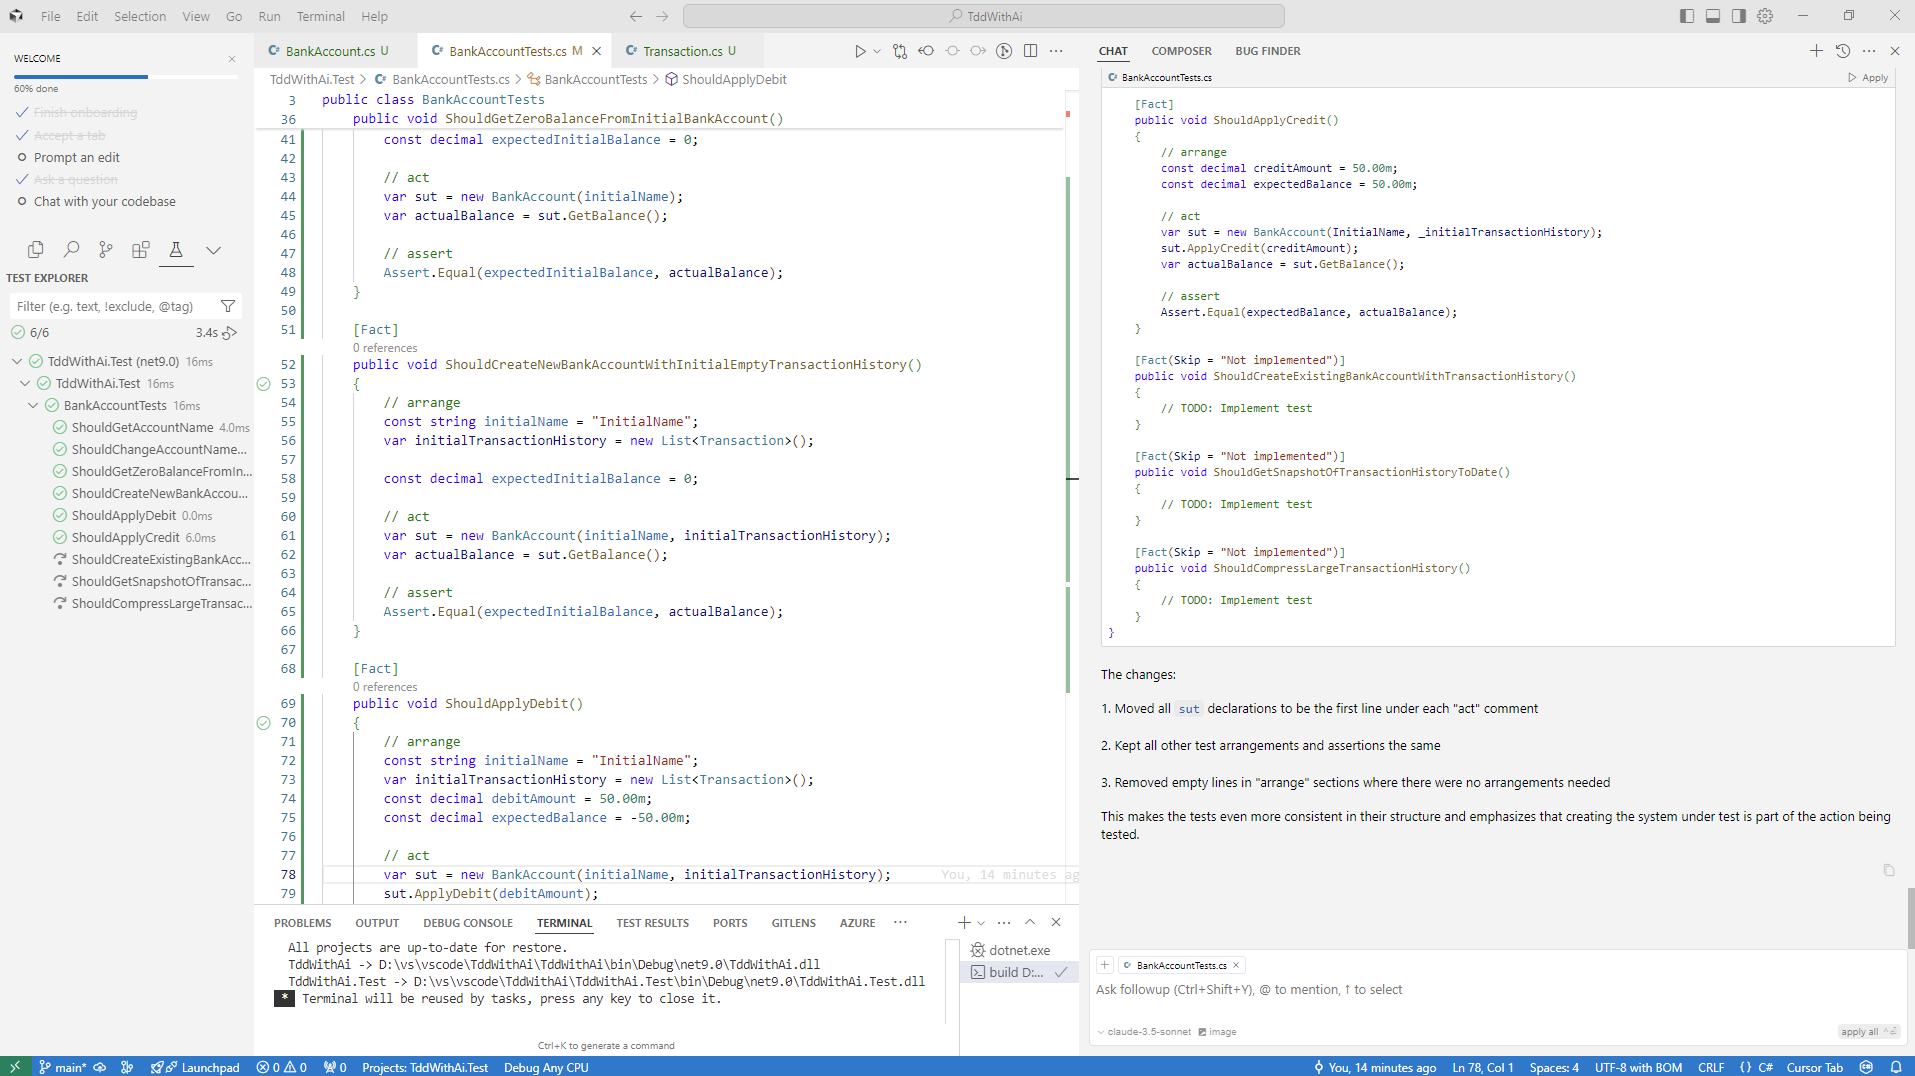 File Edit Selection View Go Run Terminal Help
TddWithAi
WELCOME
60% done
Finish onboarding
Accept a tab
Prompt an edit
Ask a question
Chat with your codebase
TEST EXPLORER
Filter (e.g. text, !exclude, @tag)
6/6 3.4s
TddWithAi.Test (net9.0) 16ms
TddWithAi.Test 16ms
BankAccountTests 16ms
ShouldGetAccountName 4.0ms
ShouldChangeAccountName...
ShouldGetZeroBalanceFromIn...
ShouldCreateNewBankAccou...
ShouldApplyDebit 0.0ms
ShouldApplyCredit 6.0ms
ShouldCreateExistingBankAcc...
ShouldGetSnapshotOfTransac...
ShouldCompressLargeTransac...
BankAccount.cs U
BankAccountTests.cs M
Transaction.cs U
TddWithAi.Test > BankAccountTests.cs > BankAccountTests > ShouldApplyDebit
3 public class BankAccountTests
36 public void ShouldGetZeroBalanceFromInitialBankAccount()
41 const decimal expectedInitialBalance = 0;
42
43 // act
44 var sut = new BankAccount(initialName);
45 var actualBalance = sut.GetBalance();
46
47 // assert
48 Assert.Equal(expectedInitialBalance, actualBalance);
49 }
50
51 [Fact]
0 references
52 public void ShouldCreateNewBankAccountWithInitialEmptyTransactionHistory()
53 {
54 // arrange
55 const string initialName = "InitialName";
56 var initialTransactionHistory = new List<Transaction>();
57
58 const decimal expectedInitialBalance = 0;
59
60 // act
61 var sut = new BankAccount(initialName, initialTransactionHistory);
62 var actualBalance = sut.GetBalance();
63
64 // assert
65 Assert.Equal(expectedInitialBalance, actualBalance);
66 }
67
68 [Fact]
0 references
69 public void ShouldApplyDebit()
70 {
71 // arrange
72 const string initialName = "InitialName";
73 var initialTransactionHistory = new List<Transaction>();
74 const decimal debitAmount = 50.00m;
75 const decimal expectedBalance = -50.00m;
76
77 // act
78 var sut = new BankAccount(initialName, initialTransactionHistory); You, 14 minutes ag
79 sut.ApplyDebit(debitAmount);
PROBLEMS OUTPUT DEBUG CONSOLE TERMINAL TEST RESULTS PORTS GITLENS AZURE
All projects are up-to-date for restore.
TddWithAi -> D:\vs\vscode\TddWithAi\TddWithAi\bin\Debug\net9.0\TddWithAi.dll
TddWithAi.Test -> D:\vs\vscode\TddWithAi\TddWithAi.Test\bin\Debug\net9.0\TddWithAi.Test.dll
* Terminal will be reused by tasks, press any key to close it.
Ctrl+K to generate a command
dotnet.exe
build D:...
CHAT COMPOSER BUG FINDER
BankAccountTests.cs Apply
[Fact]
public void ShouldApplyCredit()
{
// arrange
const decimal creditAmount = 50.00m;
const decimal expectedBalance = 50.00m;
// act
var sut = new BankAccount(InitialName, _initialTransactionHistory);
sut.ApplyCredit(creditAmount);
var actualBalance = sut.GetBalance();
// assert
Assert.Equal(expectedBalance, actualBalance);
}
[Fact(Skip = "Not implemented")]
public void ShouldCreateExistingBankAccountWithTransactionHistory()
{
// TODO: Implement test
}
[Fact(Skip = "Not implemented")]
public void ShouldGetSnapshotOfTransactionHistoryToDate()
{
// TODO: Implement test
}
[Fact(Skip = "Not implemented")]
public void ShouldCompressLargeTransactionHistory()
{
// TODO: Implement test
}
}
The changes:
1. Moved all sut declarations to be the first line under each "act" comment
2. Kept all other test arrangements and assertions the same
3. Removed empty lines in "arrange" sections where there were no arrangements needed
This makes the tests even more consistent in their structure and emphasizes that creating the system under test is part of the action being
tested.
BankAccountTests.cs
Ask followup (Ctrl+Shift+Y), @ to mention, ↑ to select
claude-3.5-sonnet image
apply all
main* Launchpad 0 0 0 Projects: TddWithAi.Test Debug Any CPU
You, 14 minutes ago Ln 78, Col 1 Spaces: 4 UTF-8 with BOM CRLF {} C# Cursor Tab